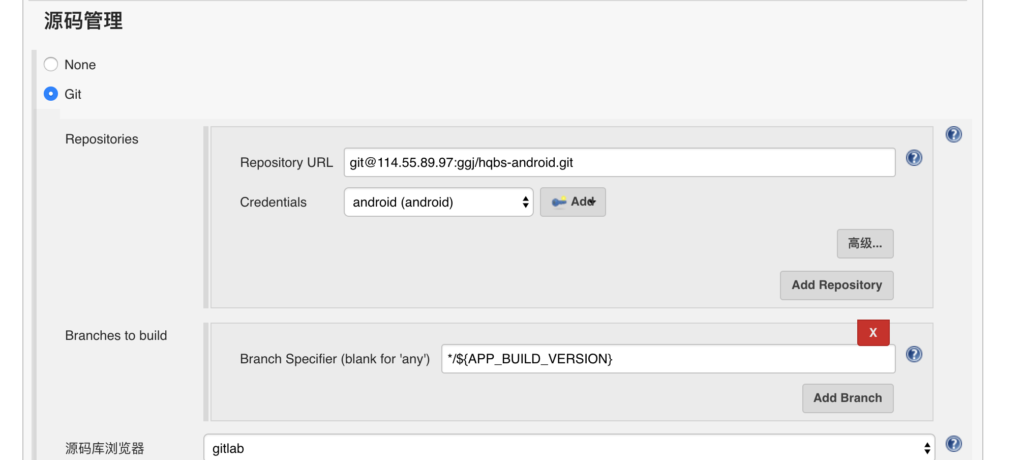 源码管理
None
Git
Repositories
Repository URL git@114.55.89.97:ggj/hqbs-android.git
Credentials android (android) Add
高级...
Add Repository
Branches to build
X
Branch Specifier (blank for 'any') */${APP_BUILD_VERSION}
Add Branch
源码库浏览器 gitlab